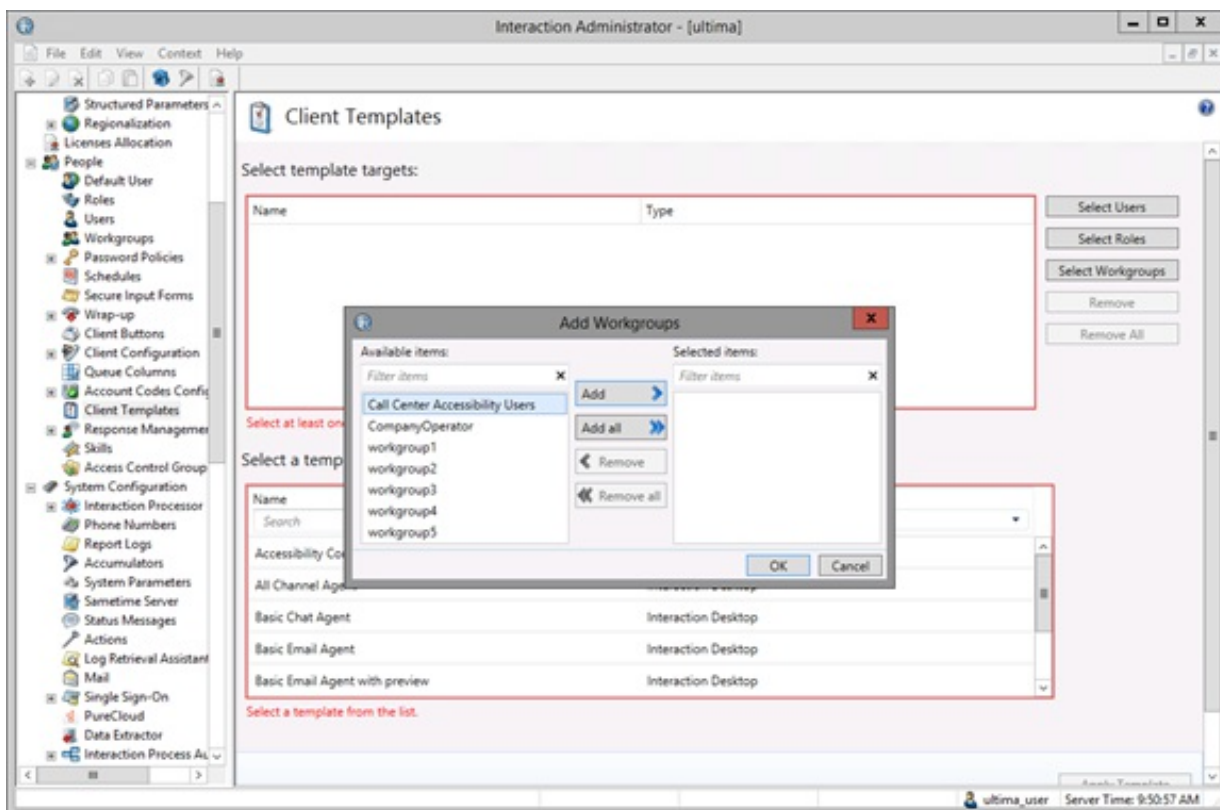 Interaction Administrator - [ultima]
File Edit View Context Help
Structured Parameters
Regionalization
Licenses Allocation
People
Default User
Roles
Users
Workgroups
Password Policies
Schedules
Secure Input Forms
Wrap-up
Client Buttons
Client Configuration
Queue Columns
Account Codes Config
Client Templates
Response Managemen
Skills
Access Control Group
System Configuration
Interaction Processor
Phone Numbers
Report Logs
Accumulators
System Parameters
Sametime Server
Status Messages
Actions
Log Retrieval Assistant
Mail
Single Sign-On
PureCloud
Data Extractor
Interaction Process Au
Client Templates
Select template targets:
Name Type
Select Users
Select Roles
Select Workgroups
Remove
Remove All
Select at least one
Select a temp
Name
Search
Accessibility Co
All Channel Age
Basic Chat Agent Interaction Desktop
Basic Email Agent Interaction Desktop
Basic Email Agent with preview Interaction Desktop
Select a template from the list.
Add Workgroups
Available items: Selected items:
Filter items Filter items
Call Center Accessibility Users
CompanyOperator
workgroup1
workgroup2
workgroup3
workgroup4
workgroup5
Add
Add all
Remove
Remove all
OK Cancel
Apply Template
ultima_user Server Time: 9:50:57 AM